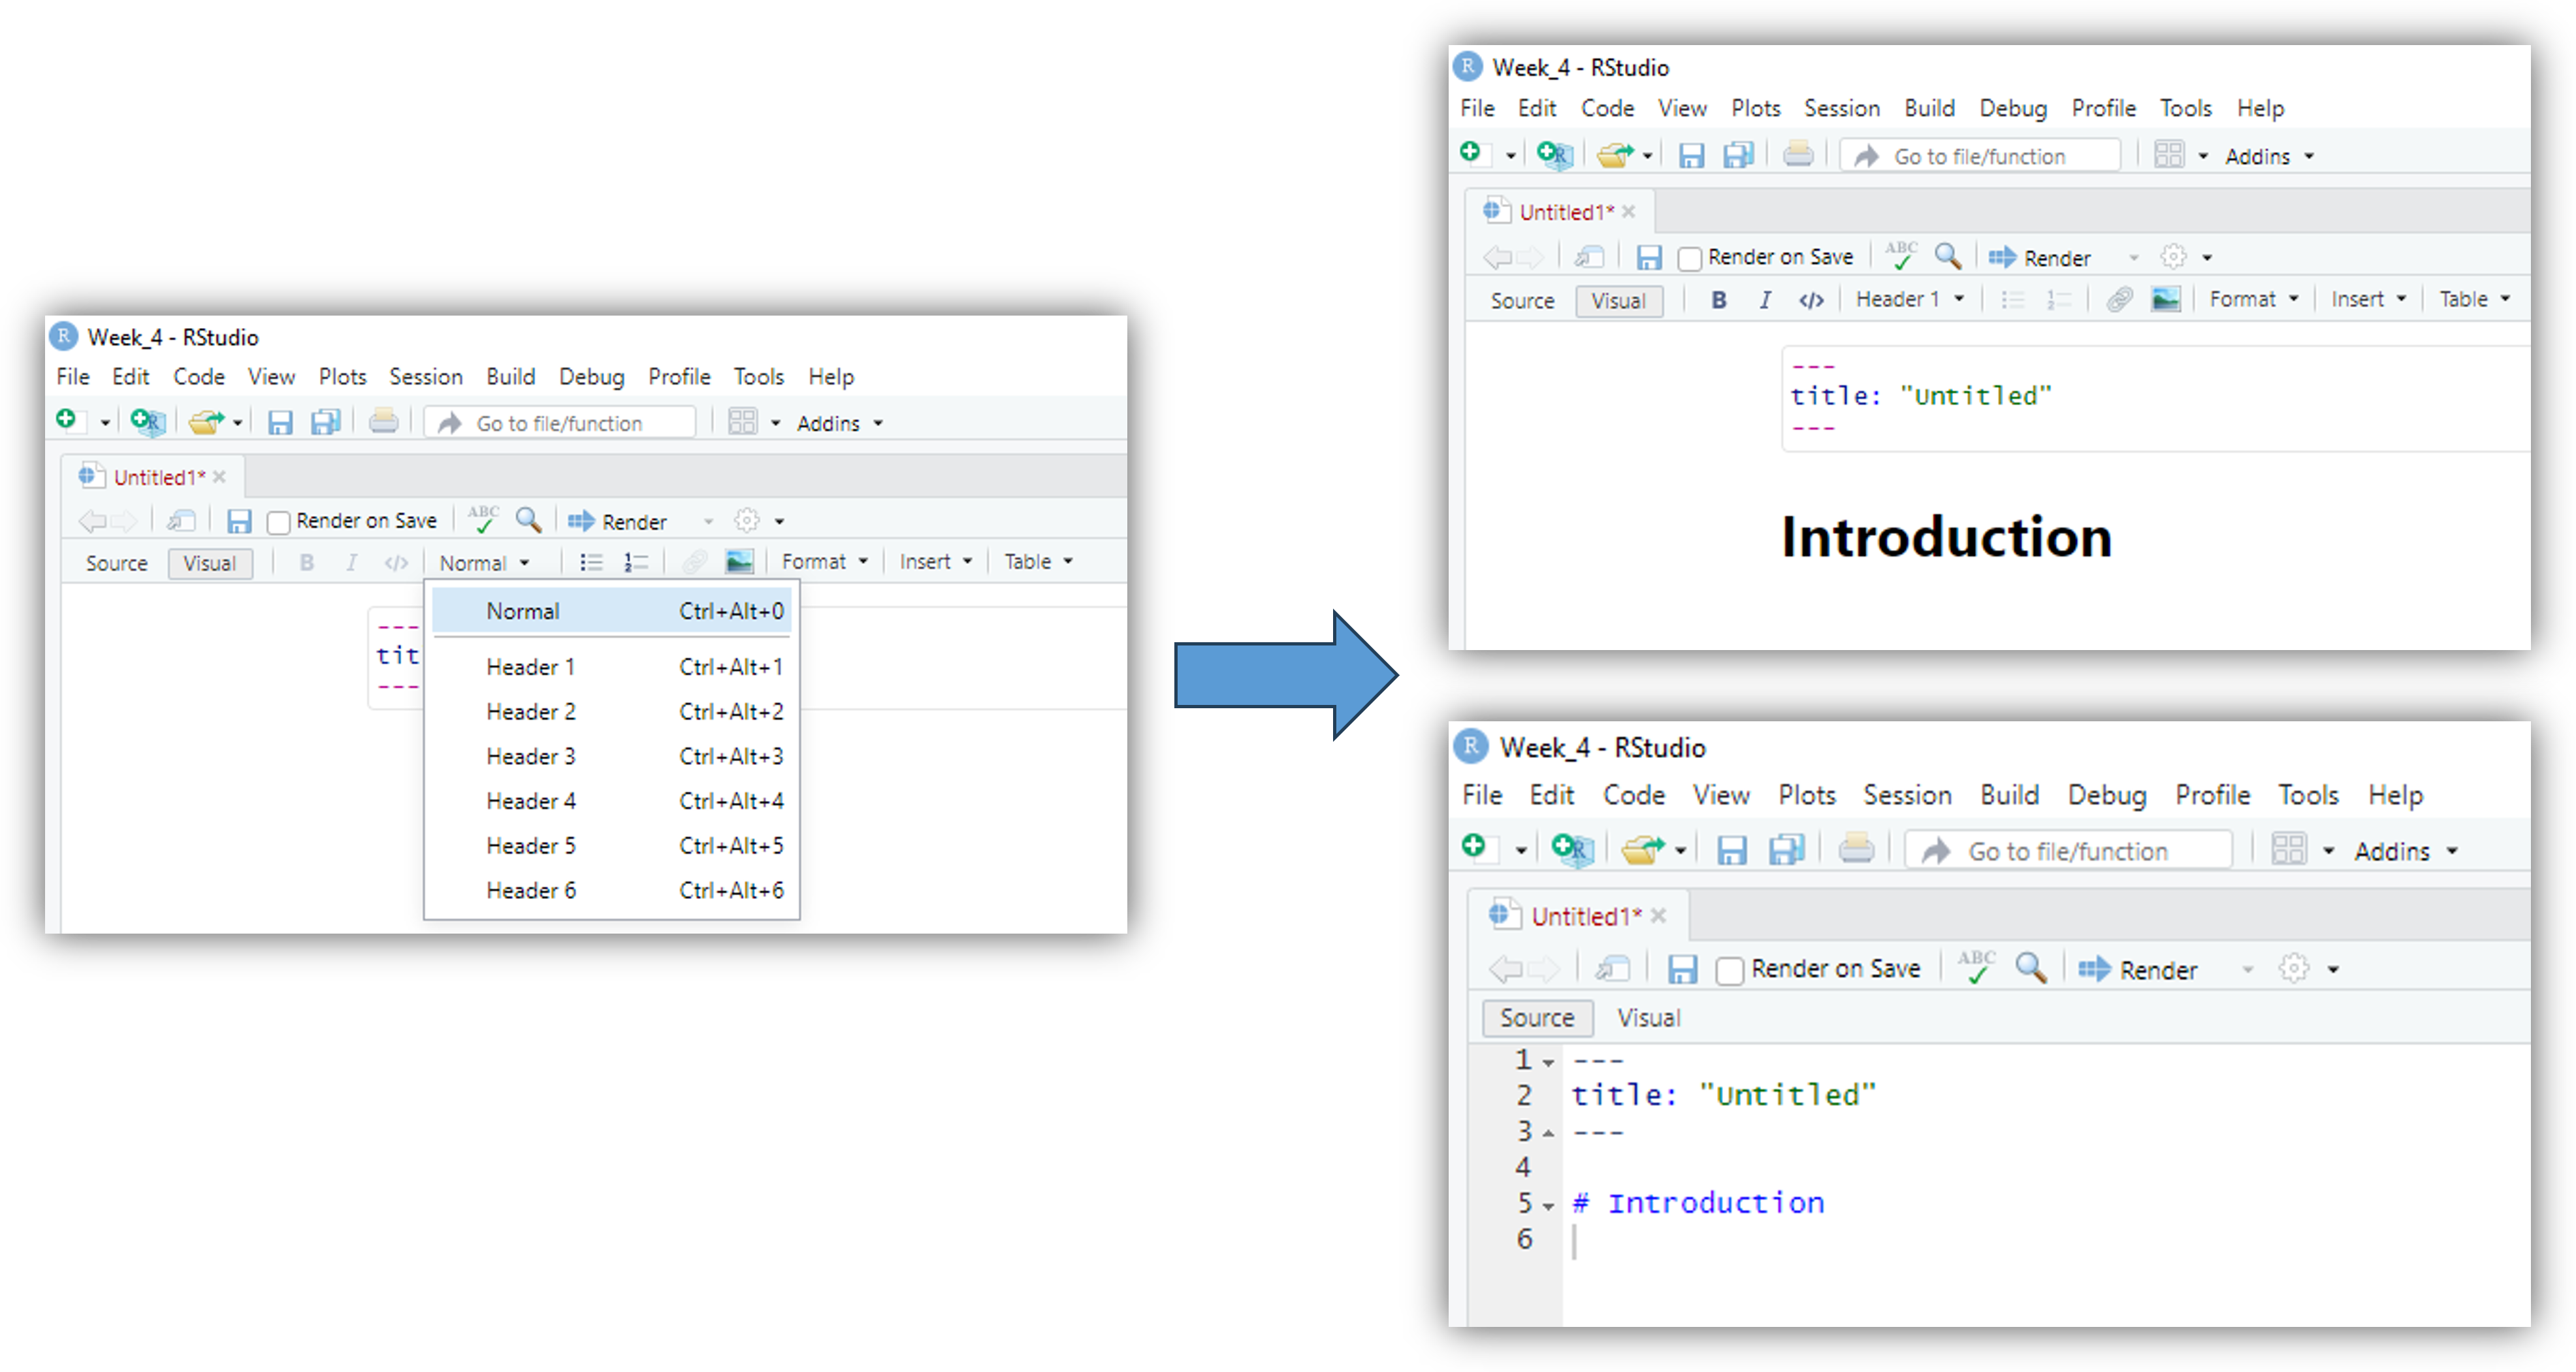 R Week_4 - RStudio
File Edit Code View Plots Session Build Debug Profile Tools Help
R Go to file/function Addins
Untitled1*
Render on Save ABC Render
Source Visual B I </> Normal Format Insert Table
Normal Ctrl+Alt+0
---
Header 1 Ctrl+Alt+1
tit
Header 2 Ctrl+Alt+2
---
Header 3 Ctrl+Alt+3
Header 4 Ctrl+Alt+4
Header 5 Ctrl+Alt+5
Header 6 Ctrl+Alt+6
R Week_4 - RStudio
File Edit Code View Plots Session Build Debug Profile Tools Help
R Go to file/function Addins
Untitled1*
Render on Save ABC Render
Source Visual B I </> Header 1 Format Insert Table
---
title: "Untitled"
---
Introduction
R Week_4 - RStudio
File Edit Code View Plots Session Build Debug Profile Tools Help
R Go to file/function Addins
Untitled1*
Render on Save ABC Render
Source Visual
1 ---
2 title: "Untitled"
3 ---
4
5 # Introduction
6